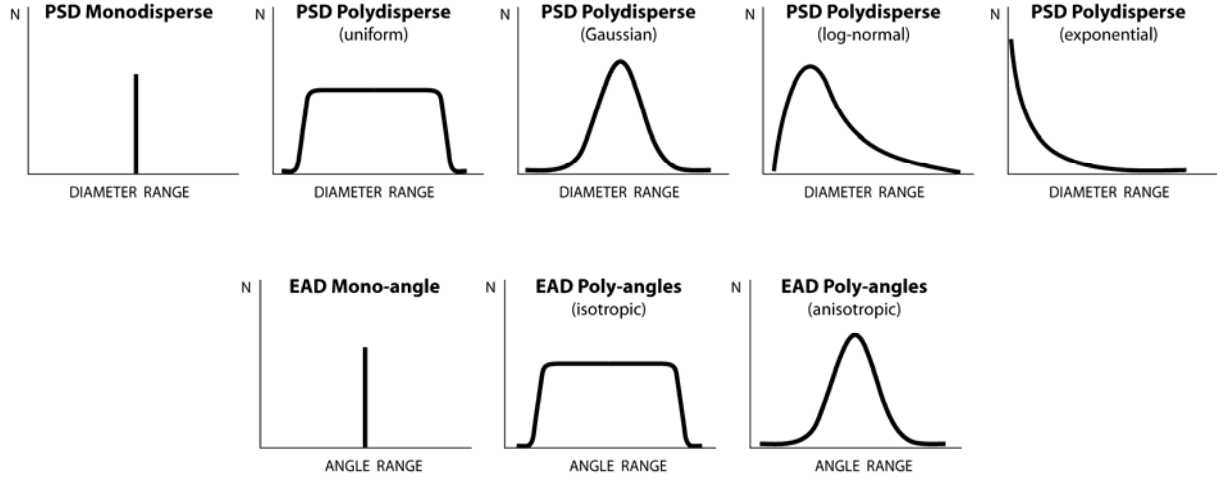 N
PSD Monodisperse
DIAMETER RANGE
N
PSD Polydisperse
(uniform)
DIAMETER RANGE
N
PSD Polydisperse
(Gaussian)
DIAMETER RANGE
N
PSD Polydisperse
(log-normal)
DIAMETER RANGE
N
PSD Polydisperse
(exponential)
DIAMETER RANGE
N
EAD Mono-angle
ANGLE RANGE
N
EAD Poly-angles
(isotropic)
ANGLE RANGE
N
EAD Poly-angles
(anisotropic)
ANGLE RANGE